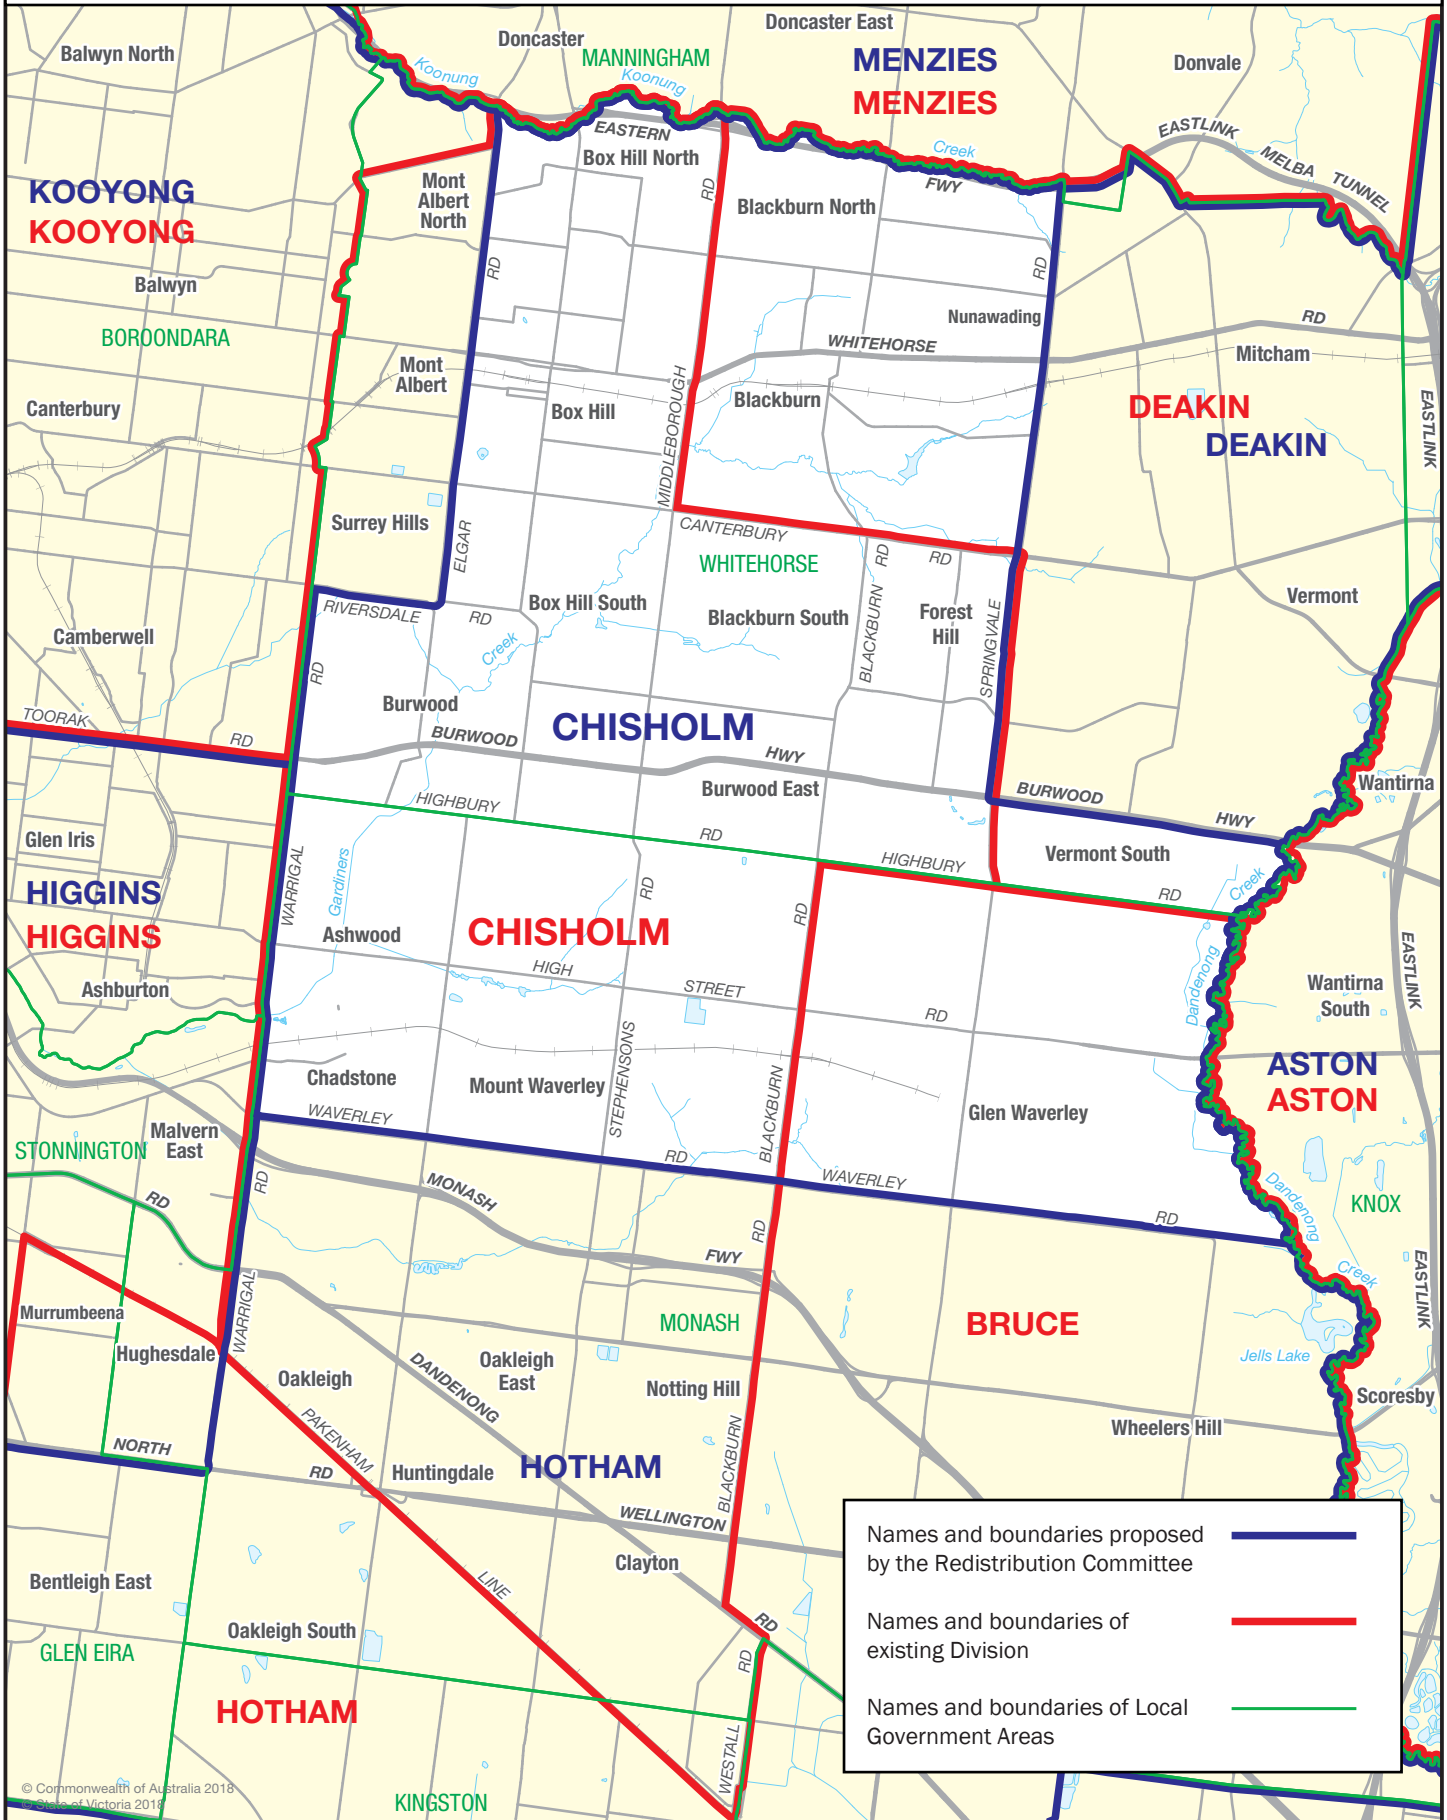 Doncaster East
Doncaster
MANNINGHAM
MENZIES
MENZIES
Balwyn North
Koonung
Koonung
Donvale
EASTLINK
MELBA
TUNNEL
EASTERN
Creek
FWY
Box Hill North
Mont
Albert
North
KOOYONG
KOOYONG
RD
Blackburn North
RD
RD
Balwyn
BOROONDARA
Nunawading
RD
WHITEHORSE
Mitcham
Mont
Albert
Canterbury
Box Hill
Blackburn
DEAKIN
DEAKIN
EASTLINK
MIDDLEBOROUGH
Surrey Hills
ELGAR
CANTERBURY
RD
RD
WHITEHORSE
Vermont
RIVERSDALE
RD
Box Hill South
Blackburn South
BLACKBURN
Forest
Hill
SPRINGVALE
Camberwell
Creek
RD
Burwood
TOORAK
RD
BURWOOD
CHISHOLM
HWY
Burwood East
BURWOOD
HWY
Wantirna
HIGHBURY
RD
Glen Iris
HIGHBURY
Vermont South
RD
Creek
HIGGINS
HIGGINS
WARRIGAL
Gardiners
RD
RD
Ashwood
CHISHOLM
HIGH
STREET
RD
Dandenong
EASTLINK
Ashburton
Wantirna
South
STEPHENSONS
ASTON
ASTON
Chadstone
Mount Waverley
BLACKBURN
Glen Waverley
WAVERLEY
RD
WAVERLEY
RD
STONNINGTON
Malvern
East
RD
RD
MONASH
FWY
RD
Dandenong
Creek
KNOX
EASTLINK
Murrumbeena
Hughesdale
WARRIGAL
MONASH
BRUCE
Jells Lake
Oakleigh
Oakleigh
East
DANDENONG
Notting Hill
Scoresby
Wheelers Hill
PAKENHAM
BLACKBURN
NORTH
RD
Huntingdale
HOTHAM
WELLINGTON
Clayton
LINE
RD
RD
Bentleigh East
Oakleigh South
GLEN EIRA
HOTHAM
WESTALL
KINGSTON
Names and boundaries proposed
by the Redistribution Committee
Names and boundaries of
existing Division
Names and boundaries of Local
Government Areas
© Commonwealth of Australia 2018
© State of Victoria 2018